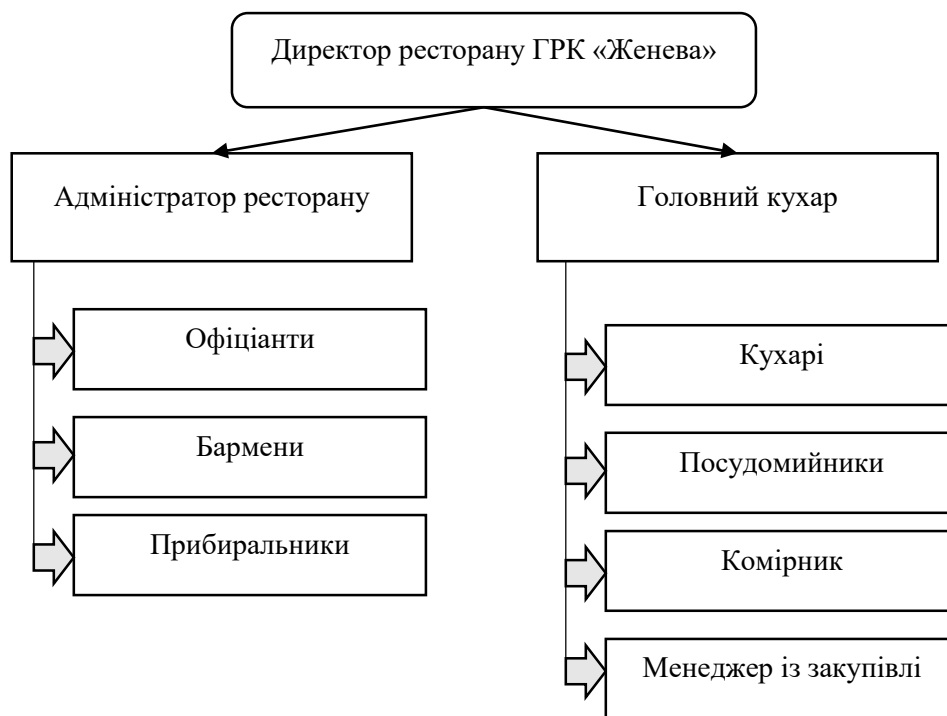 Директор ресторану ГРК «Женева»
Адміністратор ресторану
Головний кухар
Офіціанти
Бармени
Прибиральники
Кухарі
Посудомийники
Комірник
Менеджер із закупівлі